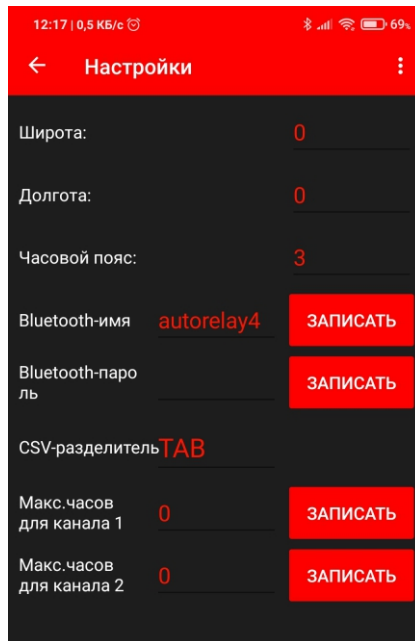 12:17 | 0,5 КБ/с 69%
Настройки
Широта: 0
Долгота: 0
Часовой пояс: 3
Bluetooth-имя autorelay4 ЗАПИСАТЬ
Bluetooth-паро
ль ЗАПИСАТЬ
CSV-разделитель TAB
Макс.часов
для канала 1 0 ЗАПИСАТЬ
Макс.часов
для канала 2 0 ЗАПИСАТЬ